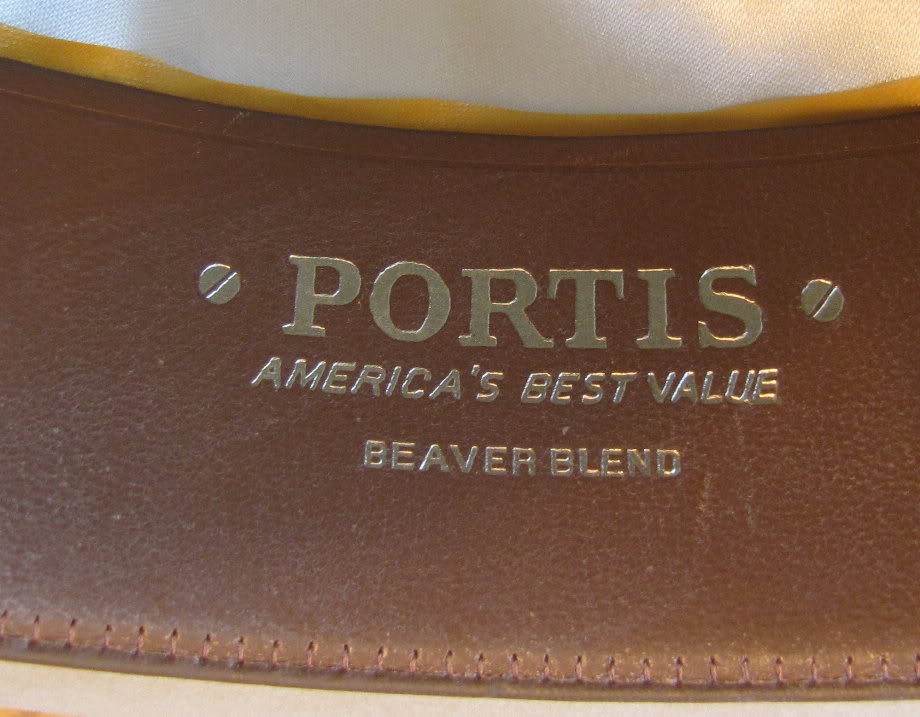 PORTIS
AMERICA'S BEST VALUE
BEAVER BLEND